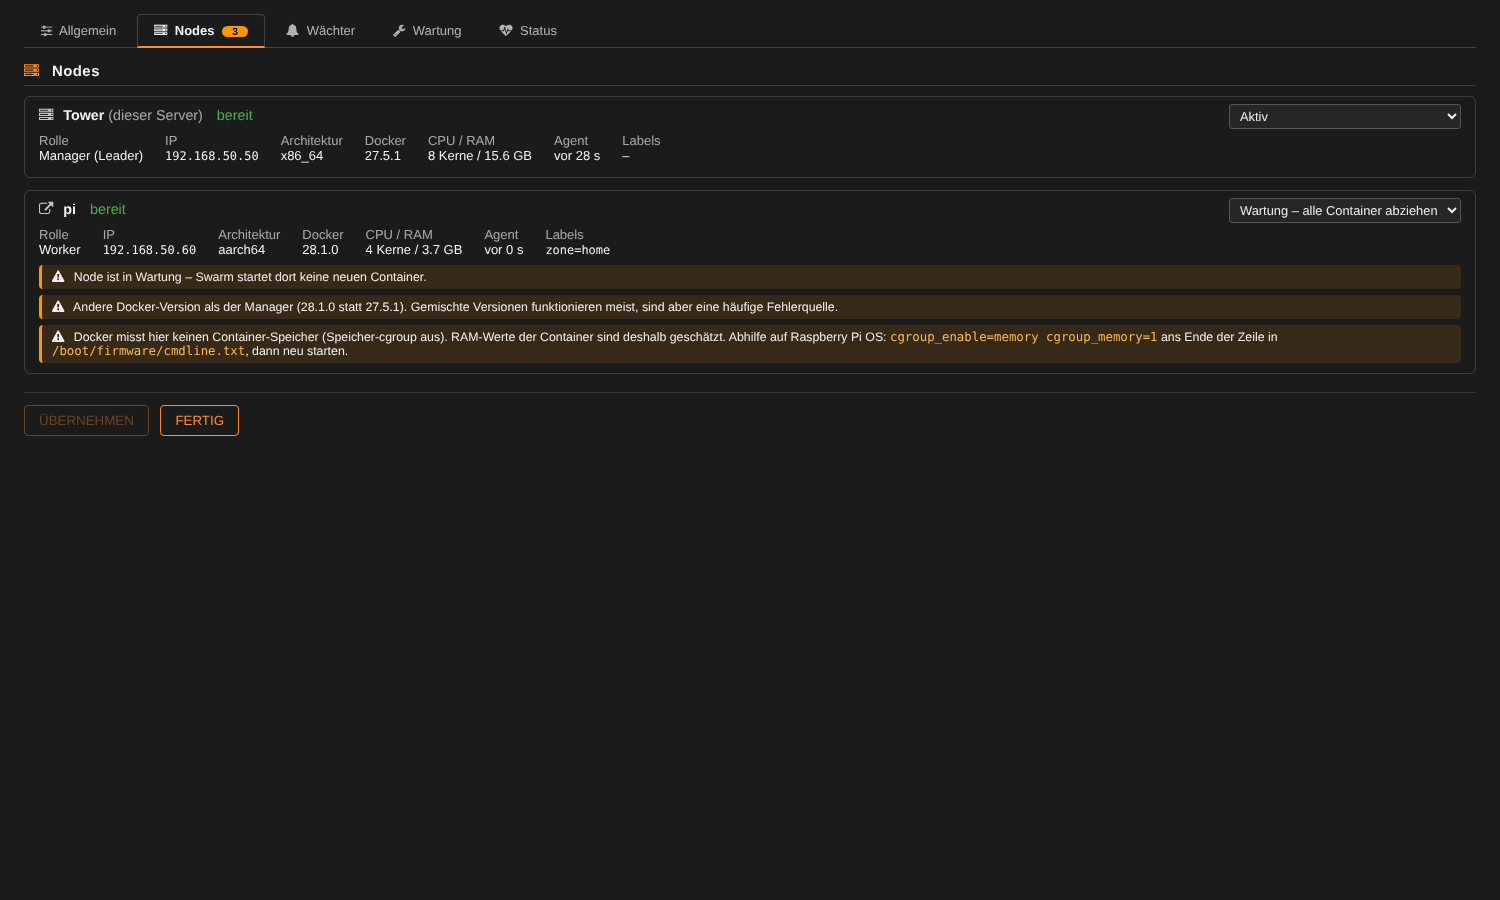 Allgemein Nodes 3 Wächter Wartung Status
Nodes
Tower (dieser Server) bereit Aktiv
Rolle IP Architektur Docker CPU / RAM Agent Labels
Manager (Leader) 192.168.50.50 x86_64 27.5.1 8 Kerne / 15.6 GB vor 28 s –
pi bereit Wartung – alle Container abziehen
Rolle IP Architektur Docker CPU / RAM Agent Labels
Worker 192.168.50.60 aarch64 28.1.0 4 Kerne / 3.7 GB vor 0 s zone=home
Node ist in Wartung – Swarm startet dort keine neuen Container.
Andere Docker-Version als der Manager (28.1.0 statt 27.5.1). Gemischte Versionen funktionieren meist, sind aber eine häufige Fehlerquelle.
Docker misst hier keinen Container-Speicher (Speicher-cgroup aus). RAM-Werte der Container sind deshalb geschätzt. Abhilfe auf Raspberry Pi OS: cgroup_enable=memory cgroup_memory=1 ans Ende der Zeile in
/boot/firmware/cmdline.txt, dann neu starten.
ÜBERNEHMEN FERTIG